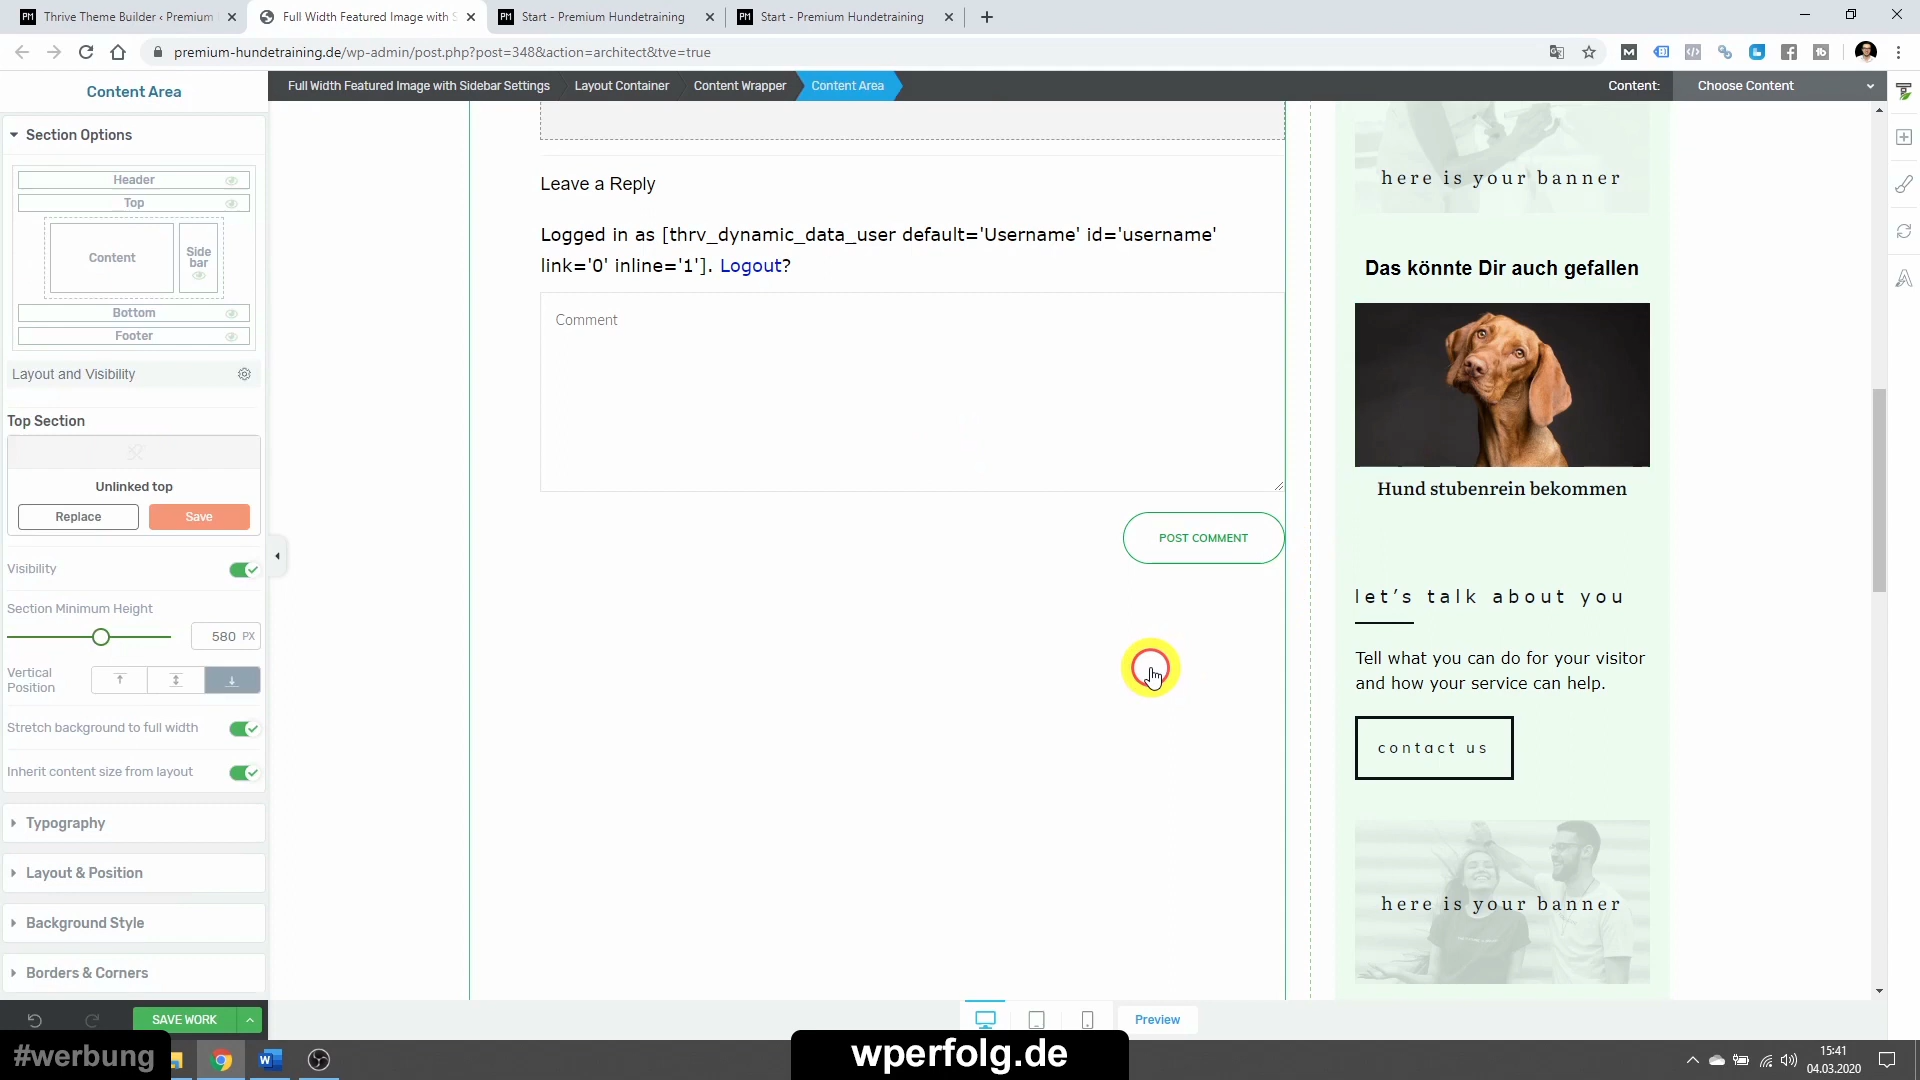 Thrive Theme Builder ‹ Premium
Full Width Featured Image with S
Start - Premium Hundetraining
Start - Premium Hundetraining
premium-hundetraining.de/wp-admin/post.php?post=348&action=architect&tve=true
Content Area
Full Width Featured Image with Sidebar Settings
Layout Container
Content Wrapper
Content Area
Content:
Choose Content
Section Options
Header
Top
Content
Side
bar
Bottom
Footer
Layout and Visibility
Top Section
Unlinked top
Replace
Save
Visibility
Section Minimum Height
580 PX
Vertical
Position
Stretch background to full width
Inherit content size from layout
Typography
Layout & Position
Background Style
Borders & Corners
SAVE WORK
Leave a Reply
Logged in as [thrv_dynamic_data_user default='Username' id='username'
link='0' inline='1']. Logout?
Comment
POST COMMENT
here is your banner
Das könnte Dir auch gefallen
Hund stubenrein bekommen
let's talk about you
Tell what you can do for your visitor
and how your service can help.
contact us
here is your banner
Preview
#werbung
wperfolg.de
15:41
04.03.2020